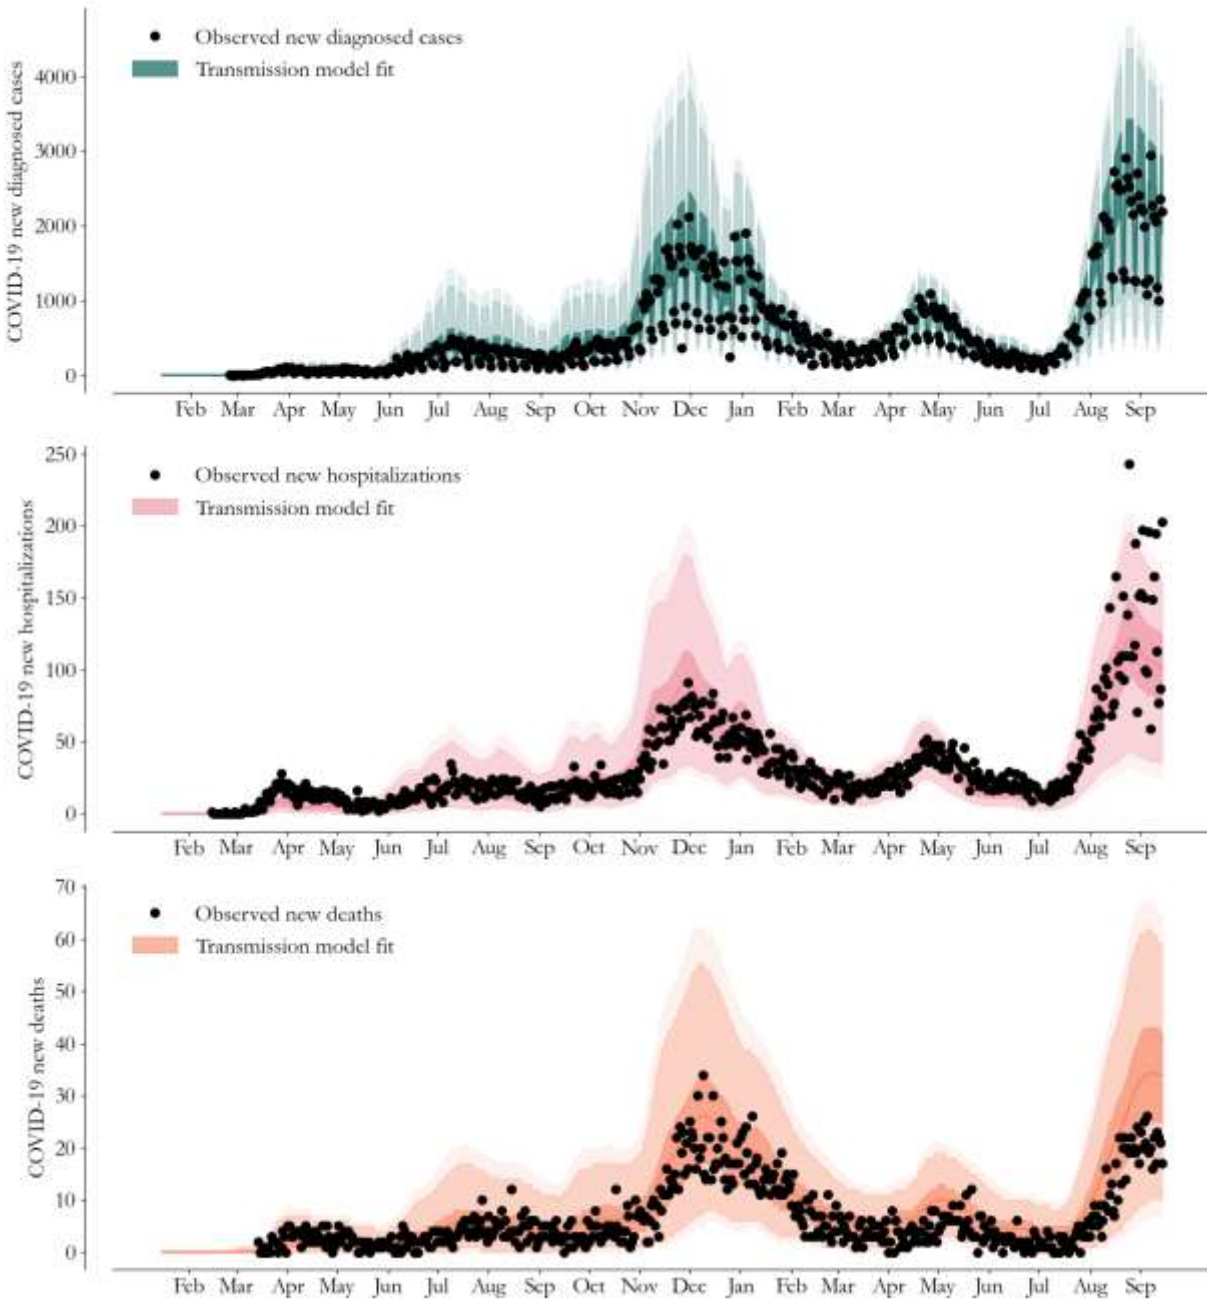 COVID-19 new diagnosed cases
Observed new diagnosed cases
Transmission model fit
4000
3000
2000
1000
0
Feb Mar Apr May Jun Jul Aug Sep Oct Nov Dec Jan Feb Mar Apr May Jun Jul Aug Sep
COVID-19 new hospitalizations
Observed new hospitalizations
Transmission model fit
250
200
150
100
50
0
Feb Mar Apr May Jun Jul Aug Sep Oct Nov Dec Jan Feb Mar Apr May Jun Jul Aug Sep
COVID-19 new deaths
Observed new deaths
Transmission model fit
70
60
50
40
30
20
10
0
Feb Mar Apr May Jun Jul Aug Sep Oct Nov Dec Jan Feb Mar Apr May Jun Jul Aug Sep